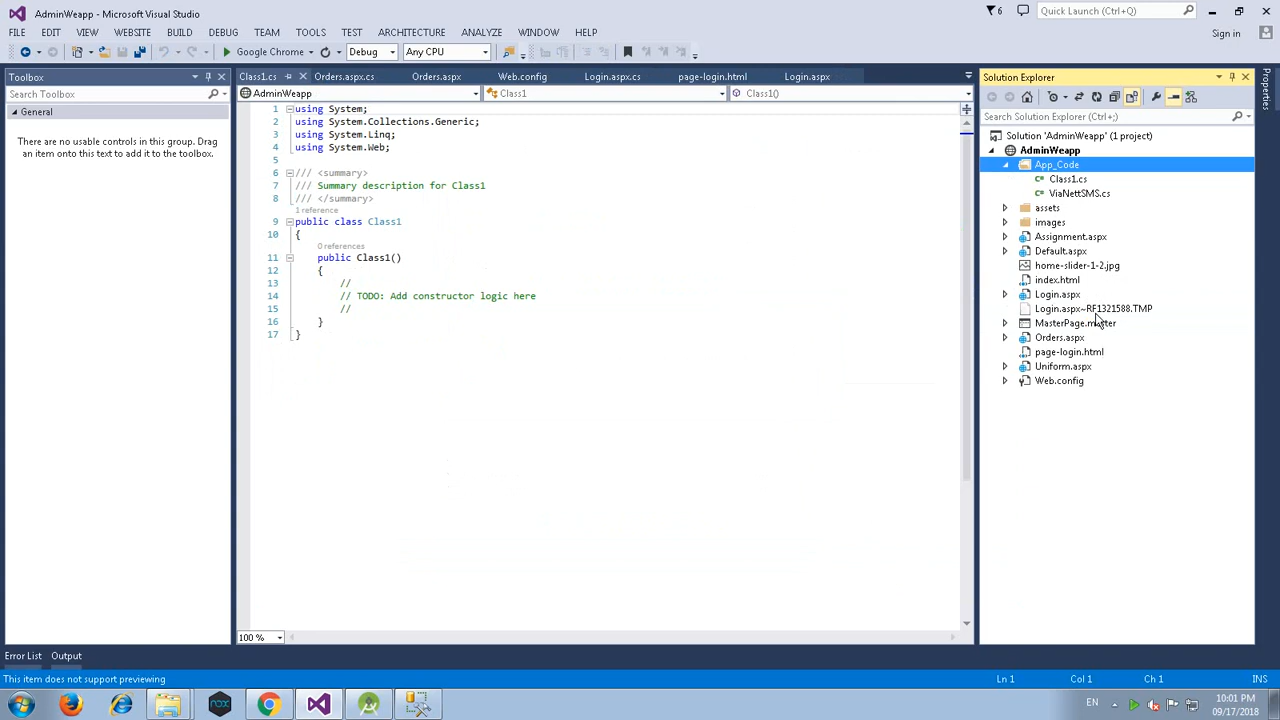 AdminWeapp - Microsoft Visual Studio
6
Quick Launch (Ctrl+Q)
FILE EDIT VIEW WEBSITE BUILD DEBUG TEAM TOOLS TEST ARCHITECTURE ANALYZE WINDOW HELP
Sign in
Google Chrome
Debug
Any CPU
Toolbox
Search Toolbox
General
There are no usable controls in this group. Drag
an item onto this text to add it to the toolbox.
Class1.cs Orders.aspx.cs Orders.aspx Web.config Login.aspx.cs page-login.html Login.aspx
AdminWeapp Class1 Class1()
1 using System;
2 using System.Collections.Generic;
3 using System.Linq;
4 using System.Web;
5
6 /// <summary>
7 /// Summary description for Class1
8 /// </summary>
1 reference
9 public class Class1
10 {
0 references
11 public Class1()
12 {
13 //
14 // TODO: Add constructor logic here
15 //
16 }
17 }
100 %
Solution Explorer
Search Solution Explorer (Ctrl+;)
Solution 'AdminWeapp' (1 project)
AdminWeapp
App_Code
Class1.cs
ViaNettSMS.cs
assets
images
Assignment.aspx
Default.aspx
home-slider-1-2.jpg
index.html
Login.aspx
Login.aspx~RF1321588.TMP
MasterPage.master
Orders.aspx
page-login.html
Uniform.aspx
Web.config
Properties
Error List Output
This item does not support previewing
Ln 1 Col 1 Ch 1 INS
EN
10:01 PM
09/17/2018